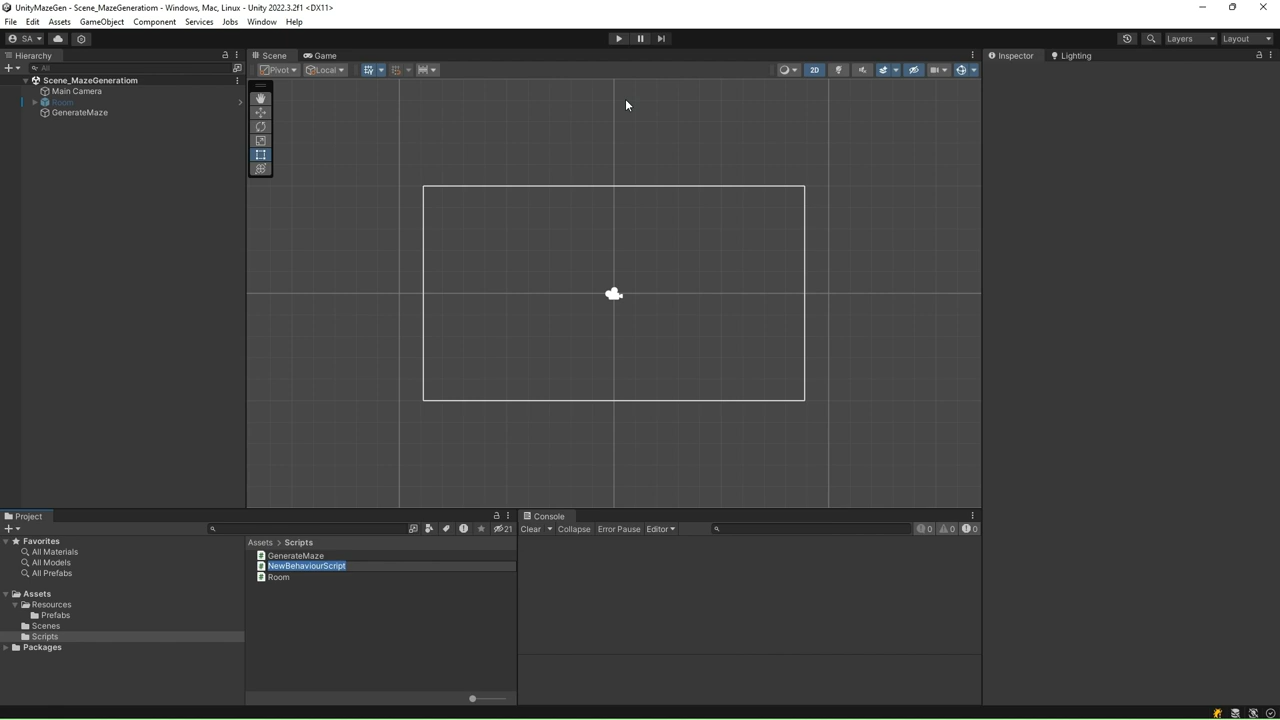 UnityMazeGen - Scene_MazeGeneratiom - Windows, Mac, Linux - Unity 2022.3.2f1 <DX11>
File Edit Assets GameObject Component Services Jobs Window Help
SA Layers Layout
Hierarchy Scene Game Inspector Lighting
All Pivot Local 2D
Scene_MazeGeneratiom
Main Camera
Room
GenerateMaze
Project Console
21 Clear Collapse Error Pause Editor 0 0 0
Favorites
All Materials
All Models
All Prefabs
Assets
Resources
Prefabs
Scenes
Scripts
Packages
Assets > Scripts
GenerateMaze
NewBehaviourScript
Room